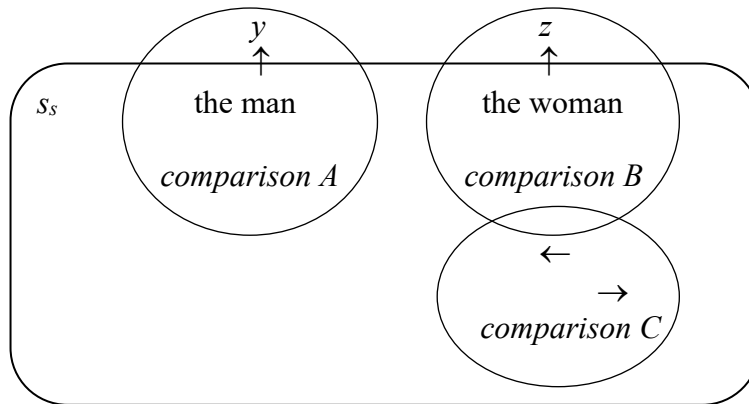 y z
↑ ↑
s_s the man the woman
comparison A comparison B
←
→
comparison C